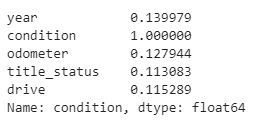 year 0.139979
condition 1.000000
odometer 0.127944
title_status 0.113083
drive 0.115289
Name: condition, dtype: float64